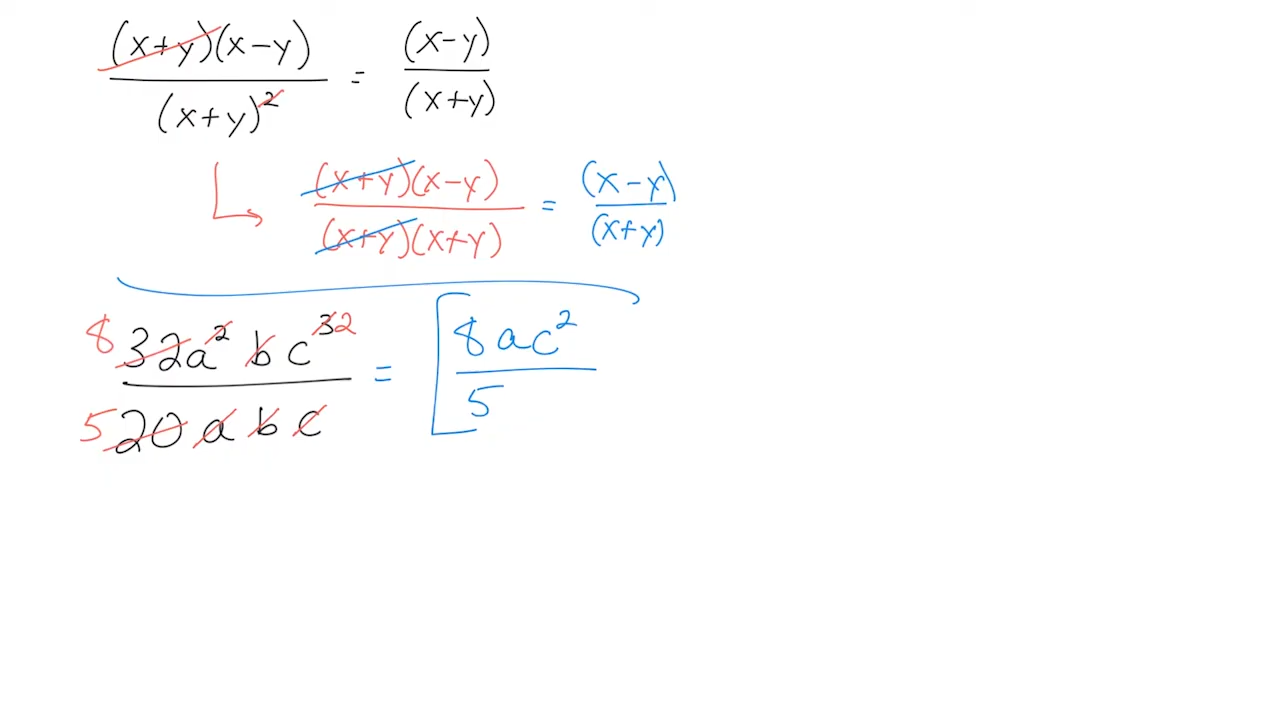 (x+y)(x-y) / (x+y)² = (x-y) / (x+y)
(x+y)(x-y) / (x+y)(x+y) = (x-y) / (x+y)
8 32a² b c³ 2 / 5 20 a b c = 8ac² / 5